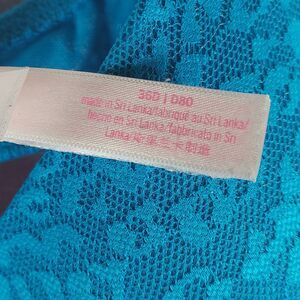 36D | D80
made in Sri Lanka/fabriqué au Sri Lanka/
hecho en Sri Lanka/fabbricata in Sri
Lanka/斯里兰卡制造